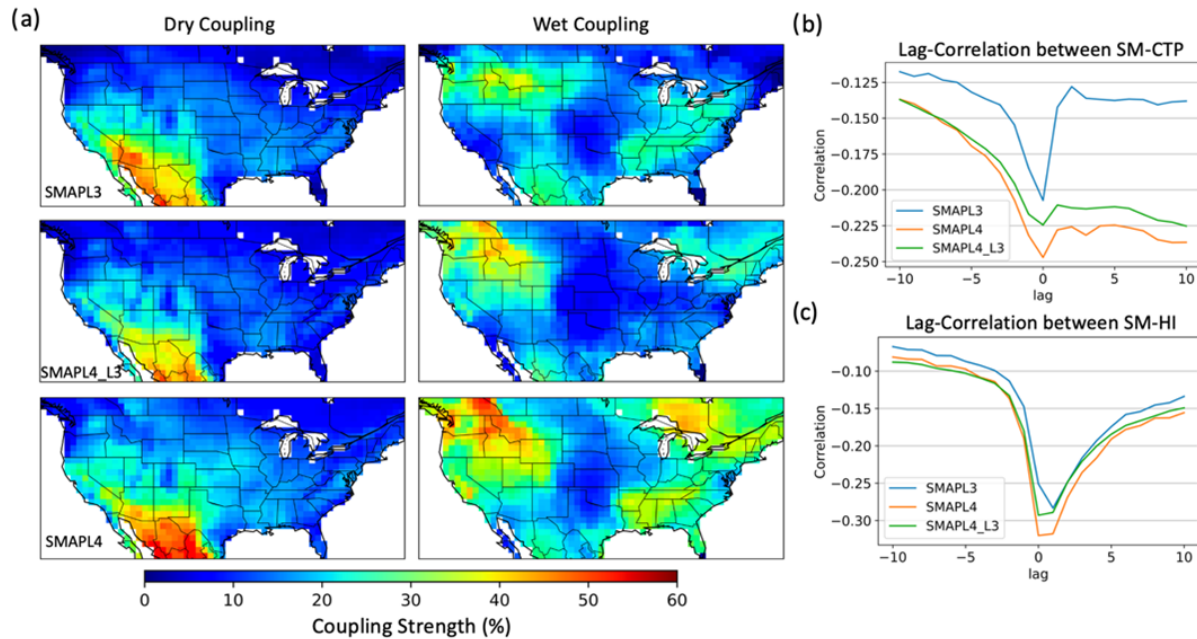 (a)
Dry Coupling
Wet Coupling
SMAPL3
SMAPL4_L3
SMAPL4
0 10 20 30 40 50 60
Coupling Strength (%)
(b)
Lag-Correlation between SM-CTP
−0.125
−0.150
−0.175
−0.200
−0.225
−0.250
Correlation
SMAPL3
SMAPL4
SMAPL4_L3
−10 −5 0 5 10
lag
(c)
Lag-Correlation between SM-HI
−0.10
−0.15
−0.20
−0.25
−0.30
Correlation
SMAPL3
SMAPL4
SMAPL4_L3
−10 −5 0 5 10
lag